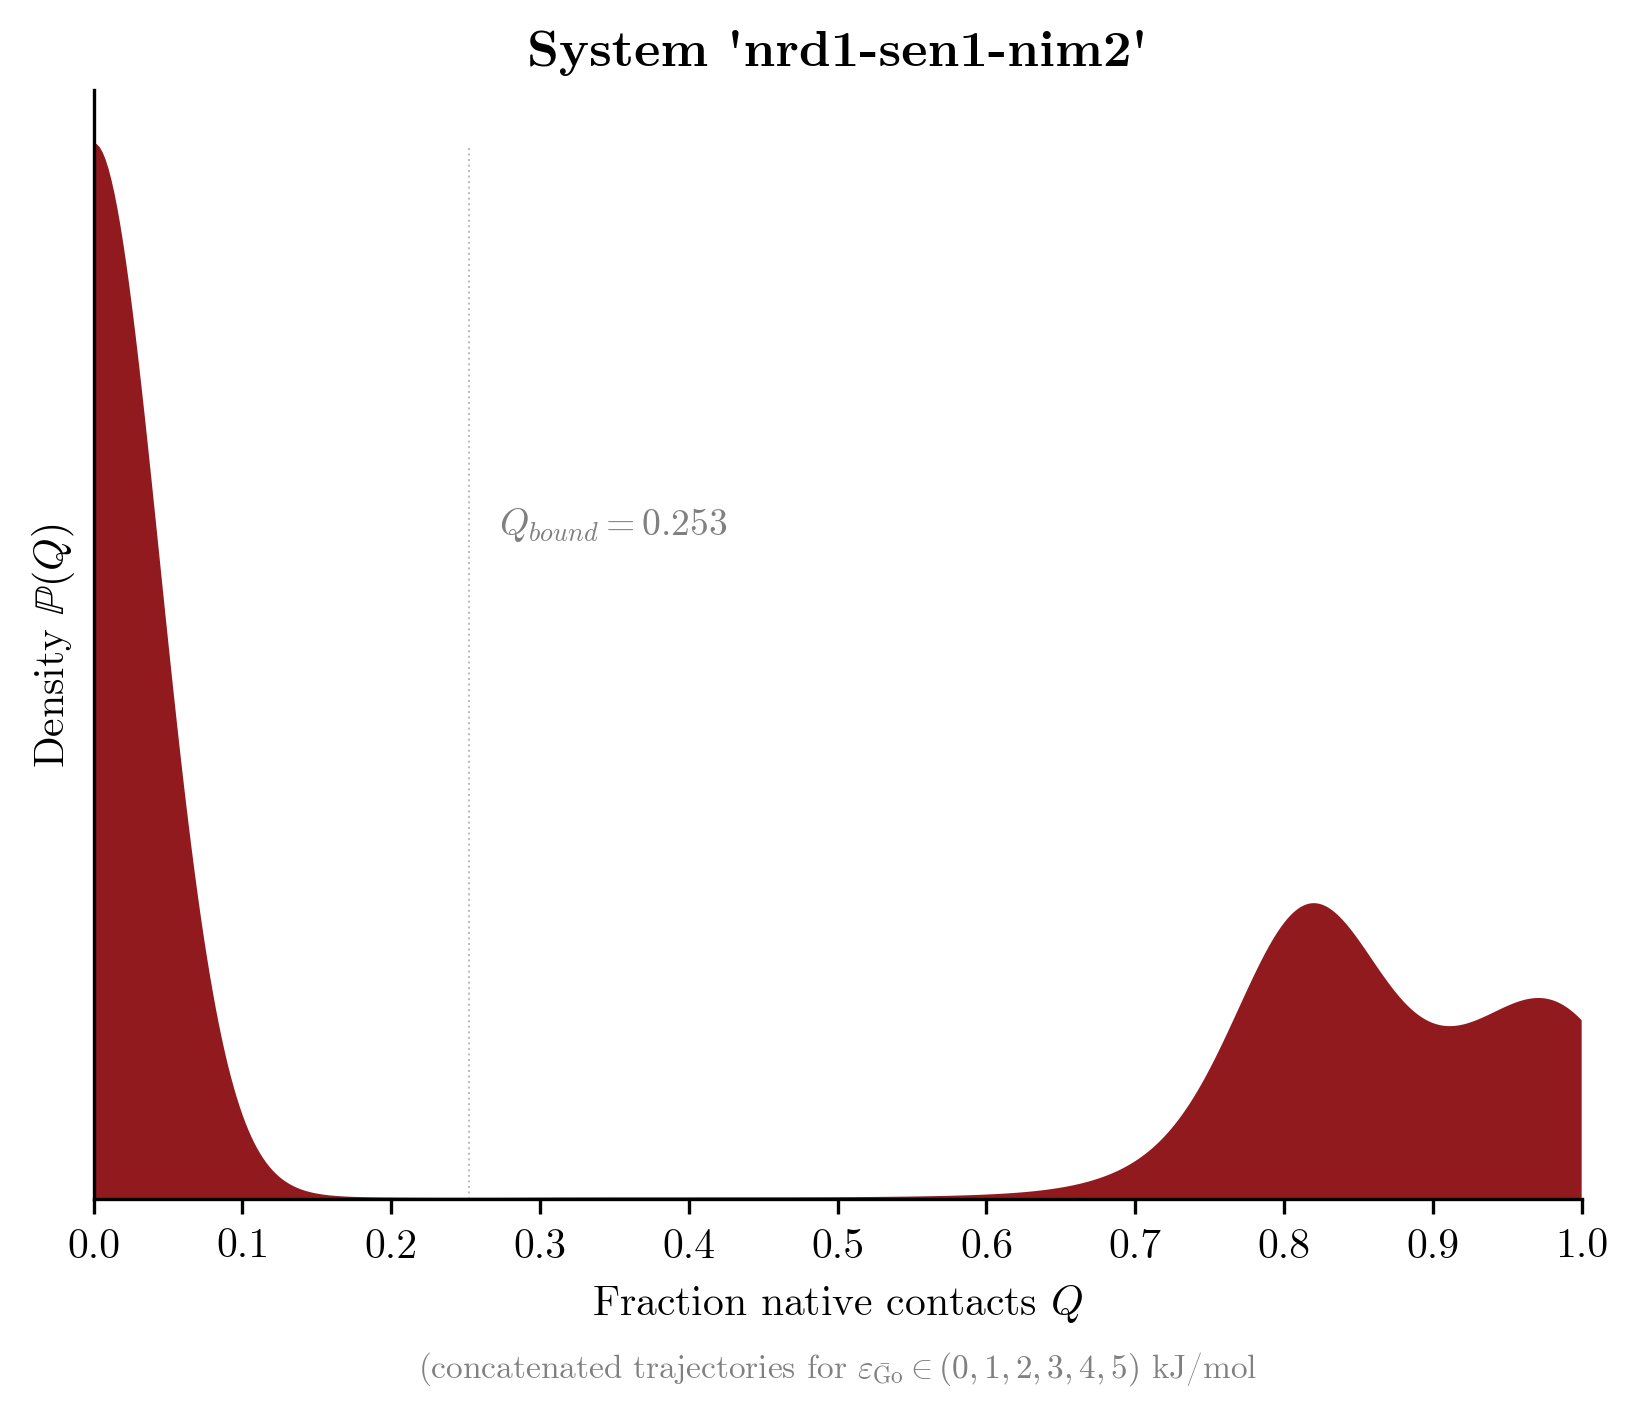 System 'nrd1-sen1-nim2'
Density ℙ(Q)
Q_bound = 0.253
0.0 0.1 0.2 0.3 0.4 0.5 0.6 0.7 0.8 0.9 1.0
Fraction native contacts Q
(concatenated trajectories for ε_Ḡo ∈ (0, 1, 2, 3, 4, 5) kJ/mol